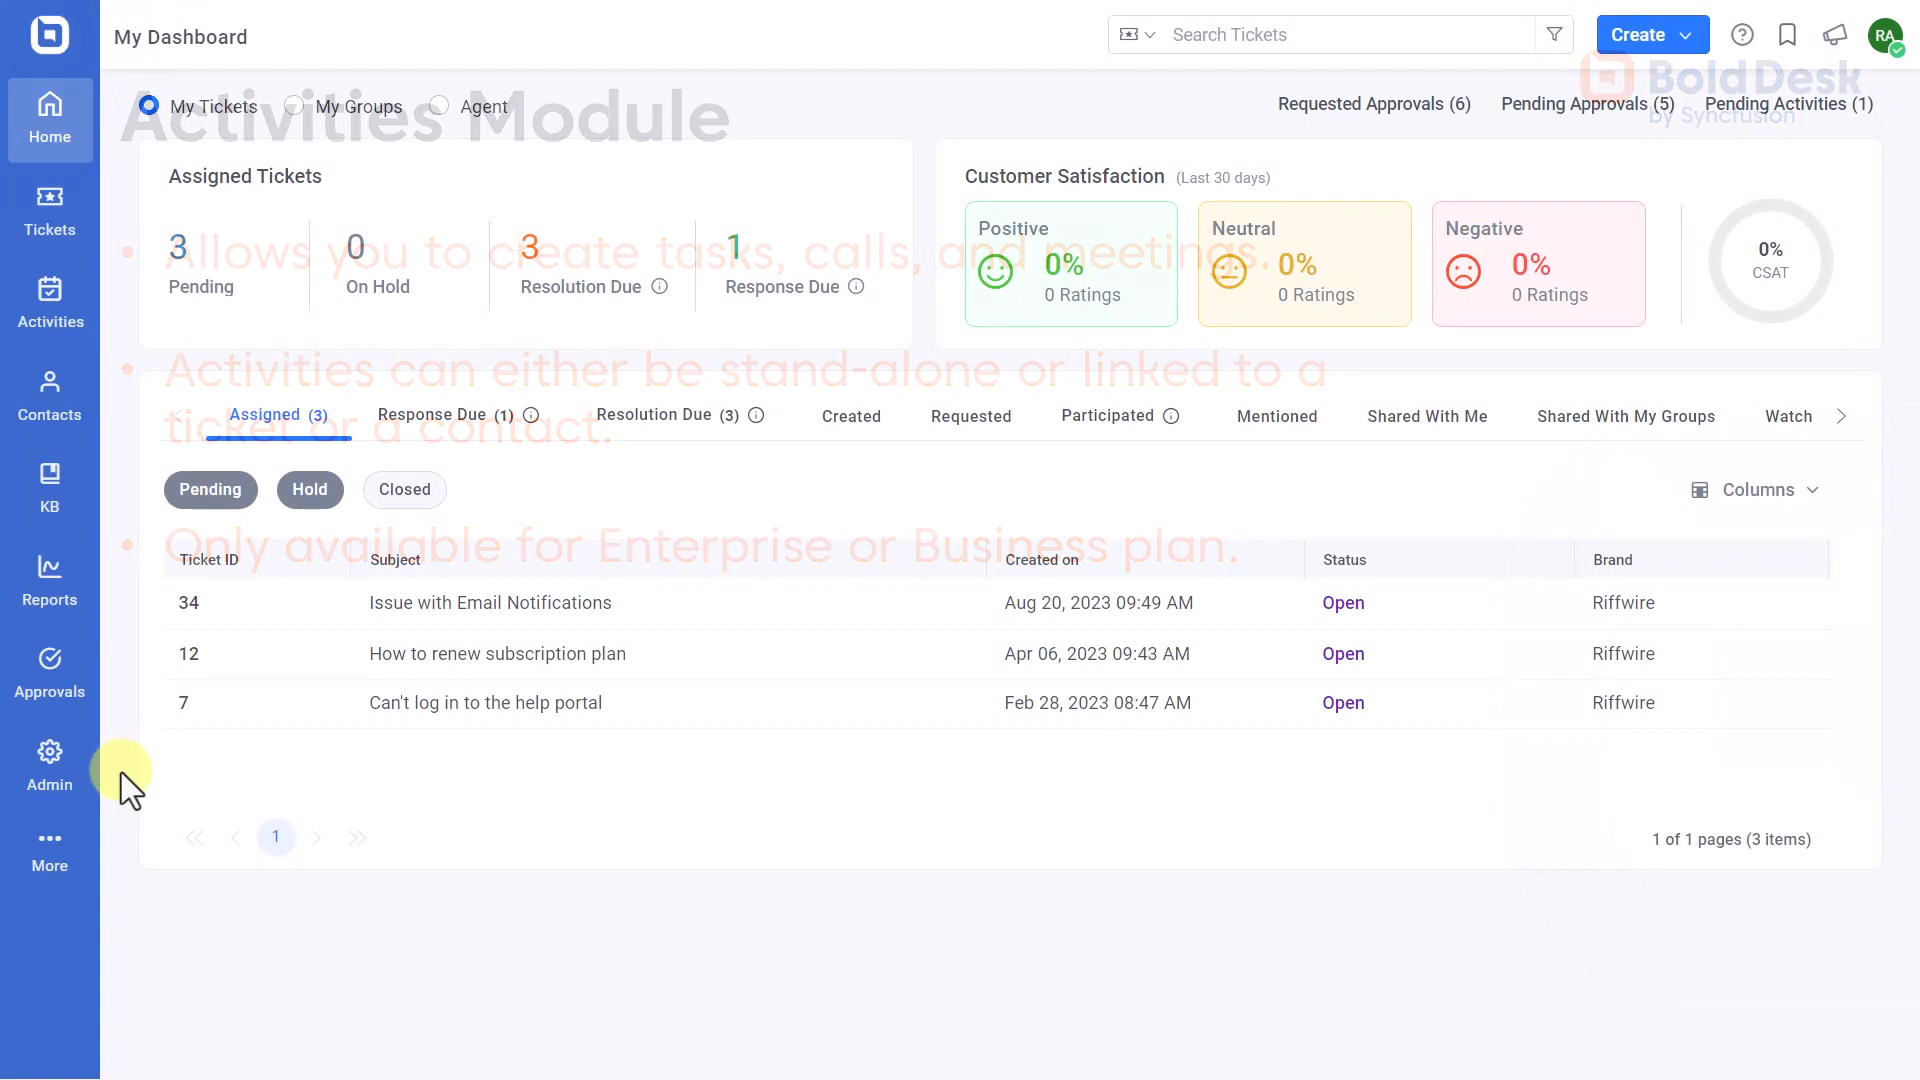 My Dashboard
Search Tickets
Create
RA
BoldDesk
by Syncfusion
Activities Module
My Tickets
My Groups
Agent
Requested Approvals (6)
Pending Approvals (5)
Pending Activities (1)
Home
Tickets
Activities
Contacts
KB
Reports
Approvals
Admin
More
Assigned Tickets
3
Pending
0
On Hold
3
Resolution Due
1
Response Due
Customer Satisfaction (Last 30 days)
Positive
0%
0 Ratings
Neutral
0%
0 Ratings
Negative
0%
0 Ratings
0%
CSAT
• Allows you to create tasks, calls, and meetings.
• Activities can either be stand-alone or linked to a
ticket or a contact.
• Only available for Enterprise or Business plan.
Assigned (3)
Response Due (1)
Resolution Due (3)
Created
Requested
Participated
Mentioned
Shared With Me
Shared With My Groups
Watch
Pending
Hold
Closed
Columns
Ticket ID Subject Created on Status Brand
34 Issue with Email Notifications Aug 20, 2023 09:49 AM Open Riffwire
12 How to renew subscription plan Apr 06, 2023 09:43 AM Open Riffwire
7 Can't log in to the help portal Feb 28, 2023 08:47 AM Open Riffwire
1
1 of 1 pages (3 items)